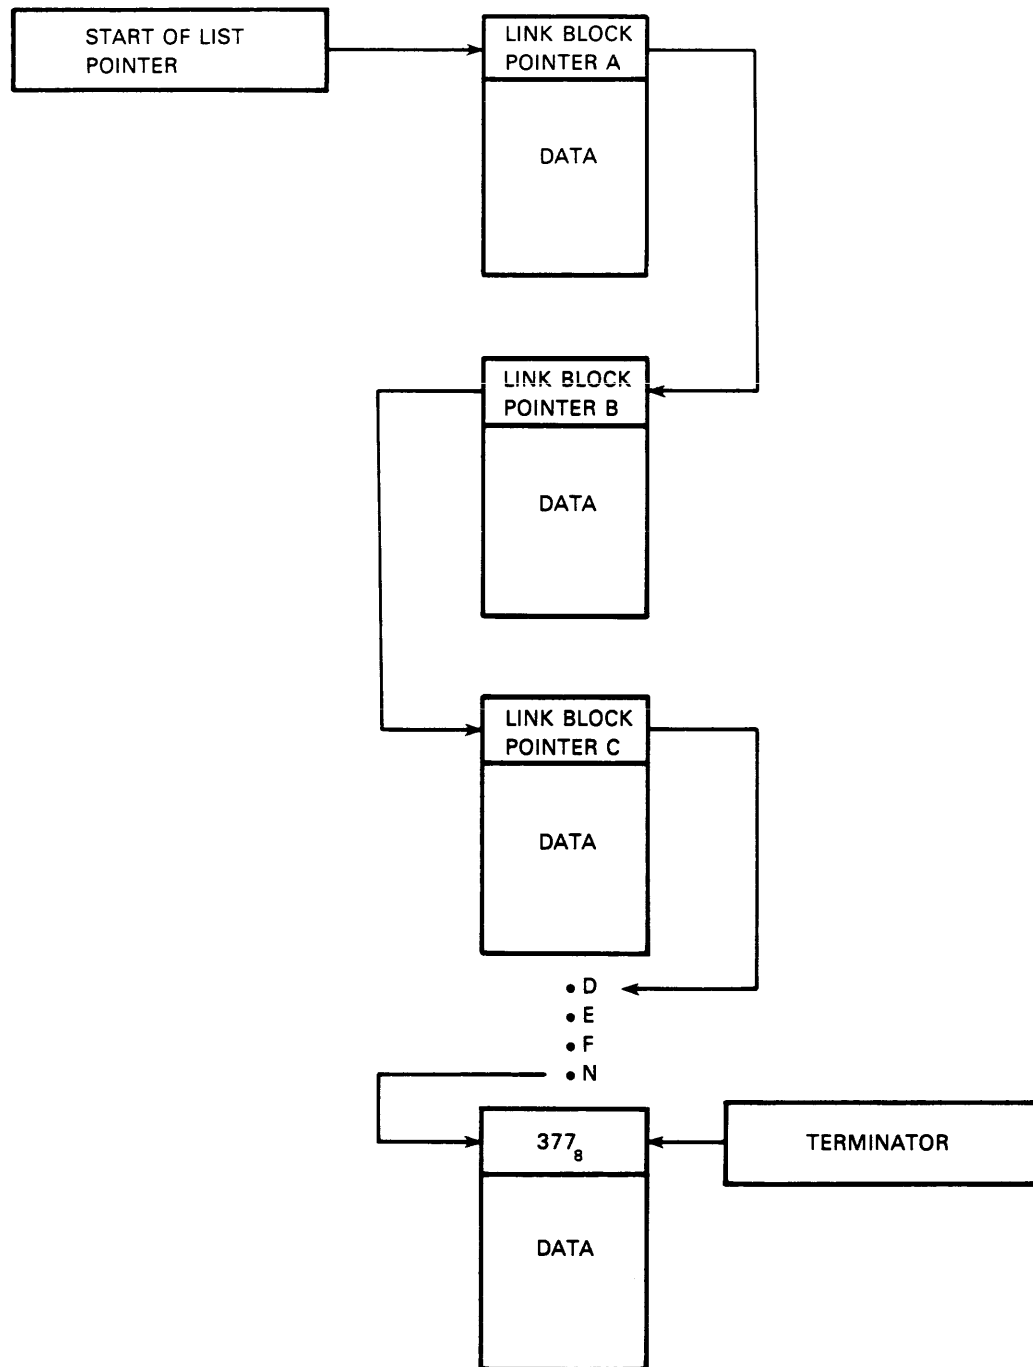 START OF LIST
POINTER
LINK BLOCK
POINTER A
DATA
LINK BLOCK
POINTER B
DATA
LINK BLOCK
POINTER C
DATA
• D
• E
• F
• N
377₈
TERMINATOR
DATA